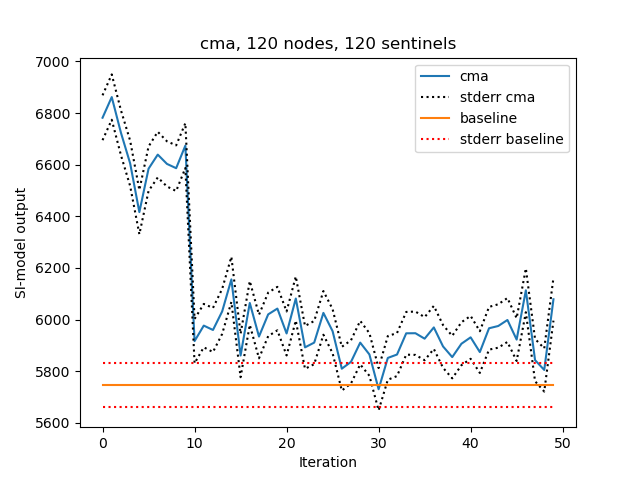 cma, 120 nodes, 120 sentinels
7000
6800
6600
6400
6200
6000
5800
5600
SI-model output
cma
stderr cma
baseline
stderr baseline
0
10
20
30
40
50
Iteration